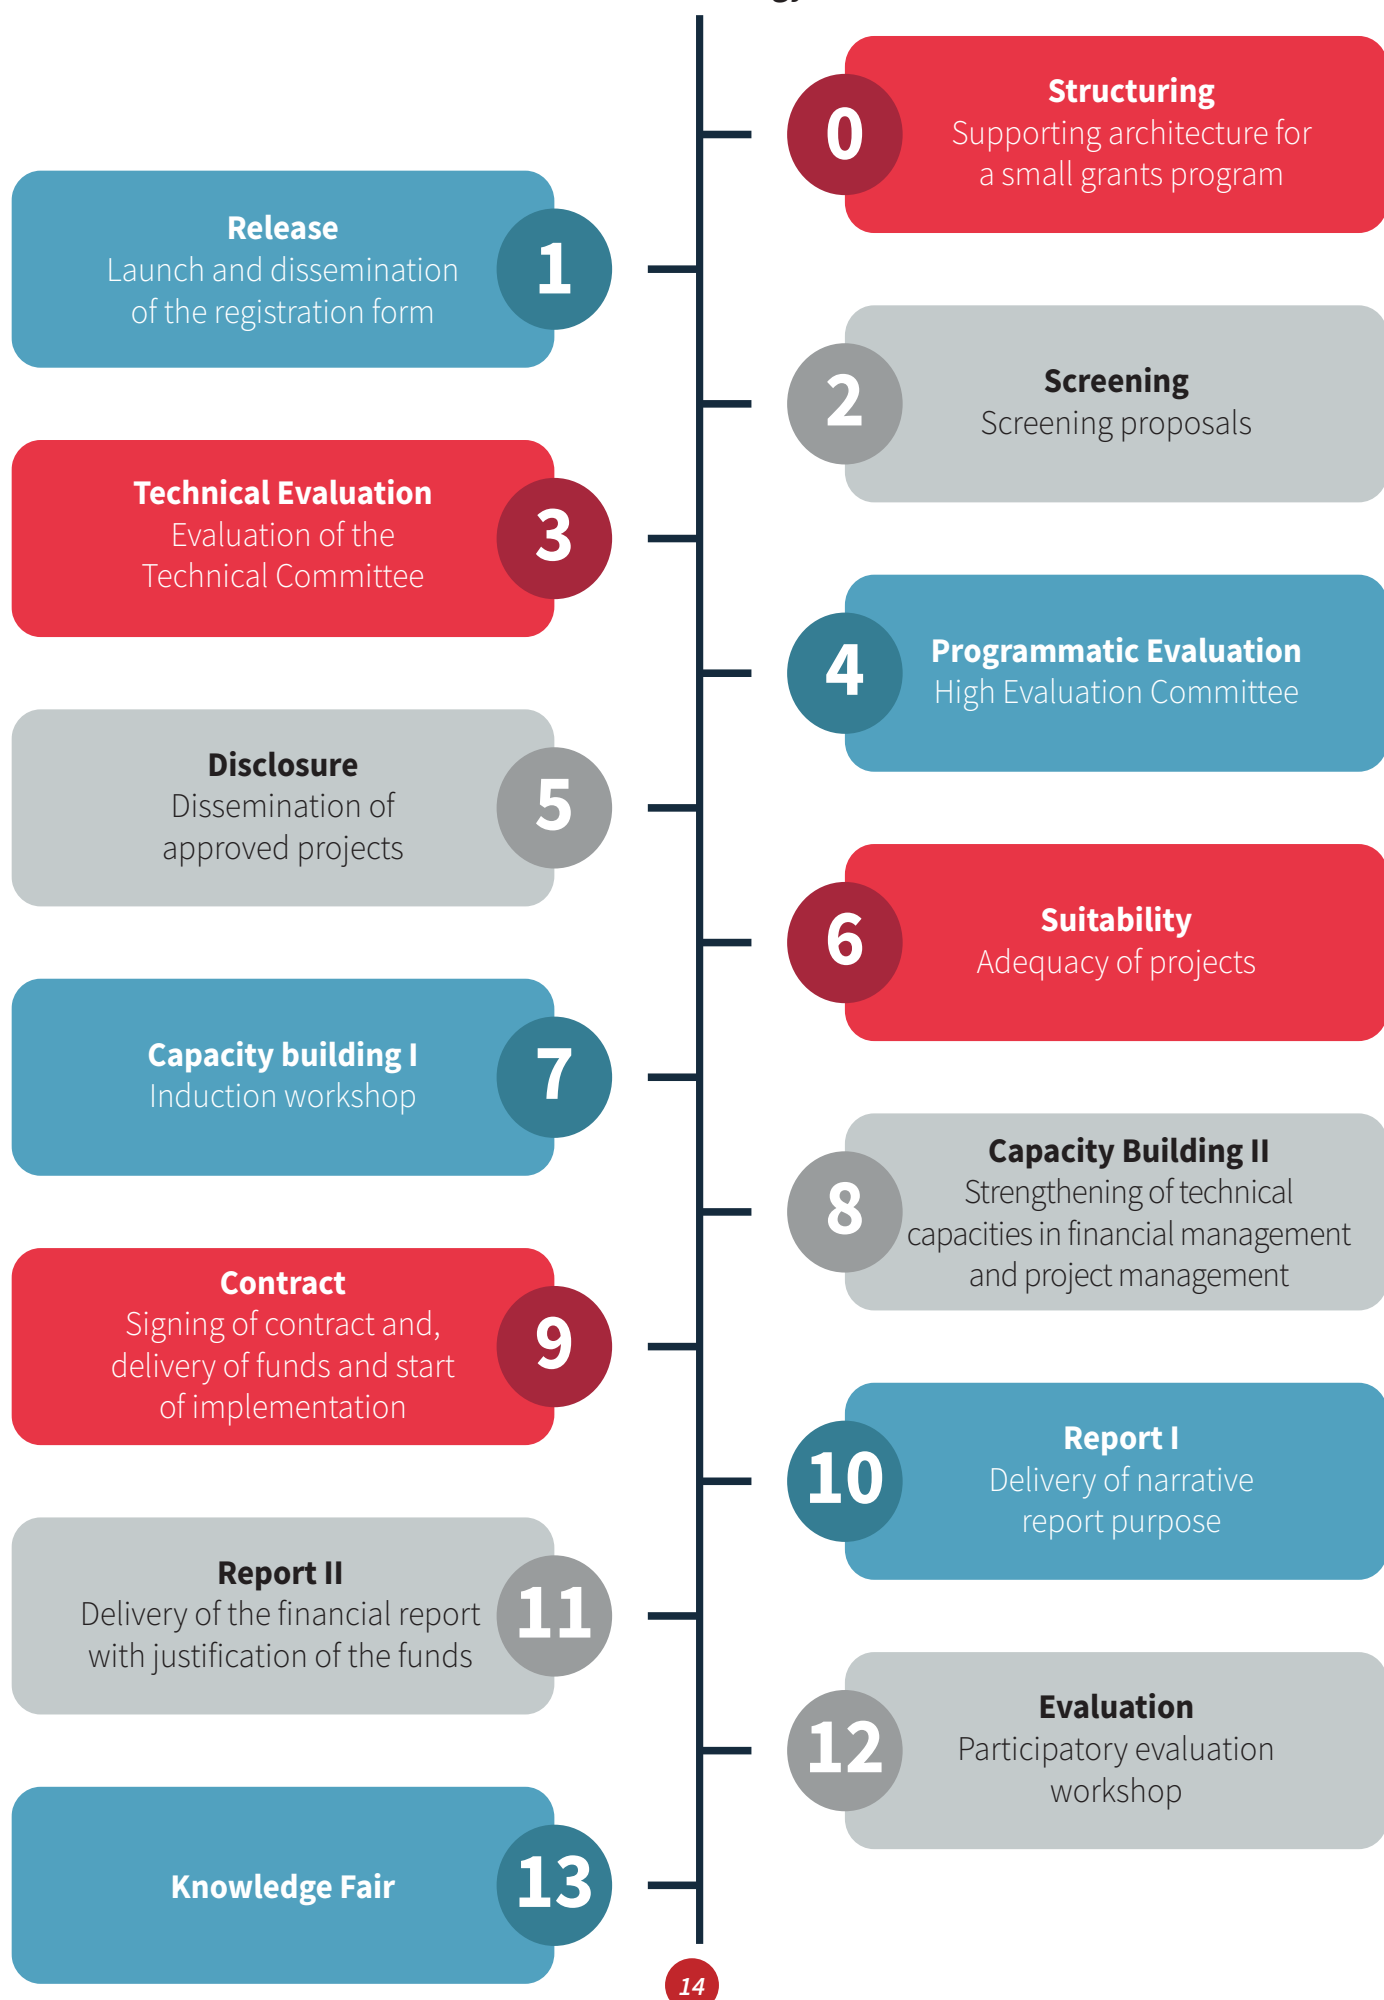 0
Structuring
Supporting architecture for
a small grants program
1
Release
Launch and dissemination
of the registration form
2
Screening
Screening proposals
3
Technical Evaluation
Evaluation of the
Technical Committee
4
Programmatic Evaluation
High Evaluation Committee
5
Disclosure
Dissemination of
approved projects
6
Suitability
Adequacy of projects
7
Capacity building I
Induction workshop
8
Capacity Building II
Strengthening of technical
capacities in financial management
and project management
9
Contract
Signing of contract and,
delivery of funds and start
of implementation
10
Report I
Delivery of narrative
report purpose
11
Report II
Delivery of the financial report
with justification of the funds
12
Evaluation
Participatory evaluation
workshop
13
Knowledge Fair
14